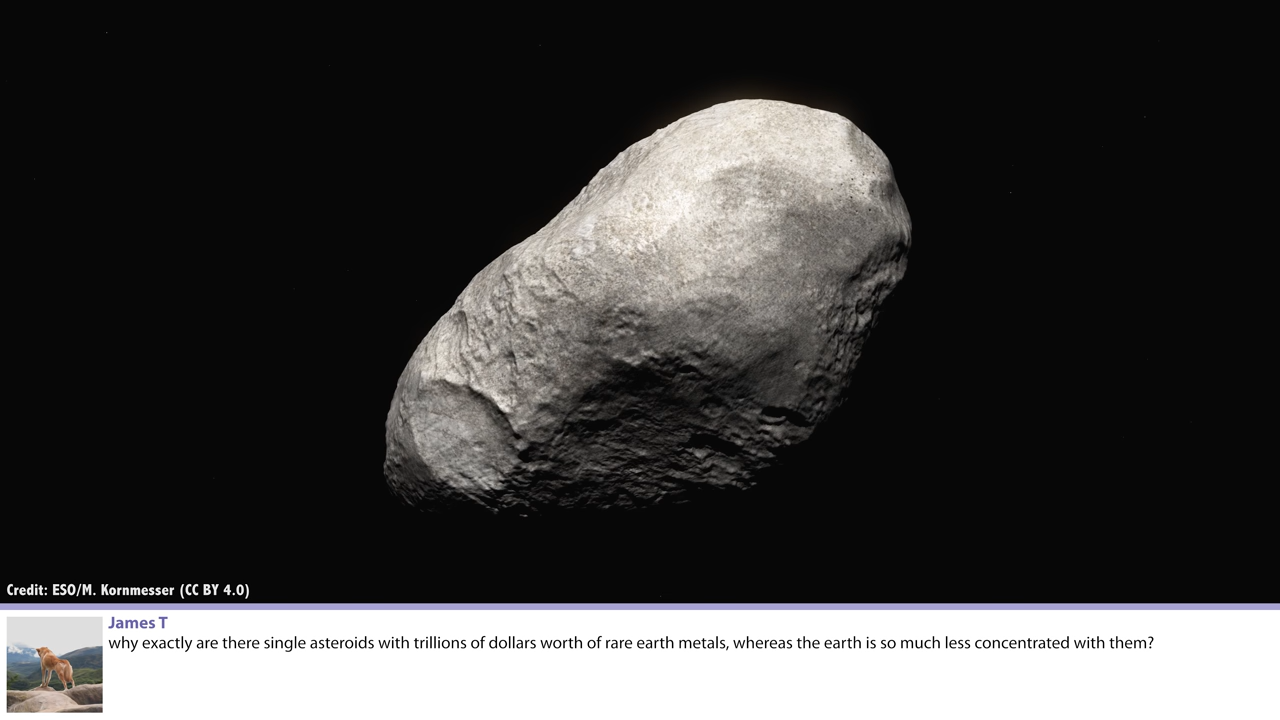 Credit: ESO/M. Kornmesser (CC BY 4.0)
James T
why exactly are there single asteroids with trillions of dollars worth of rare earth metals, whereas the earth is so much less concentrated with them?